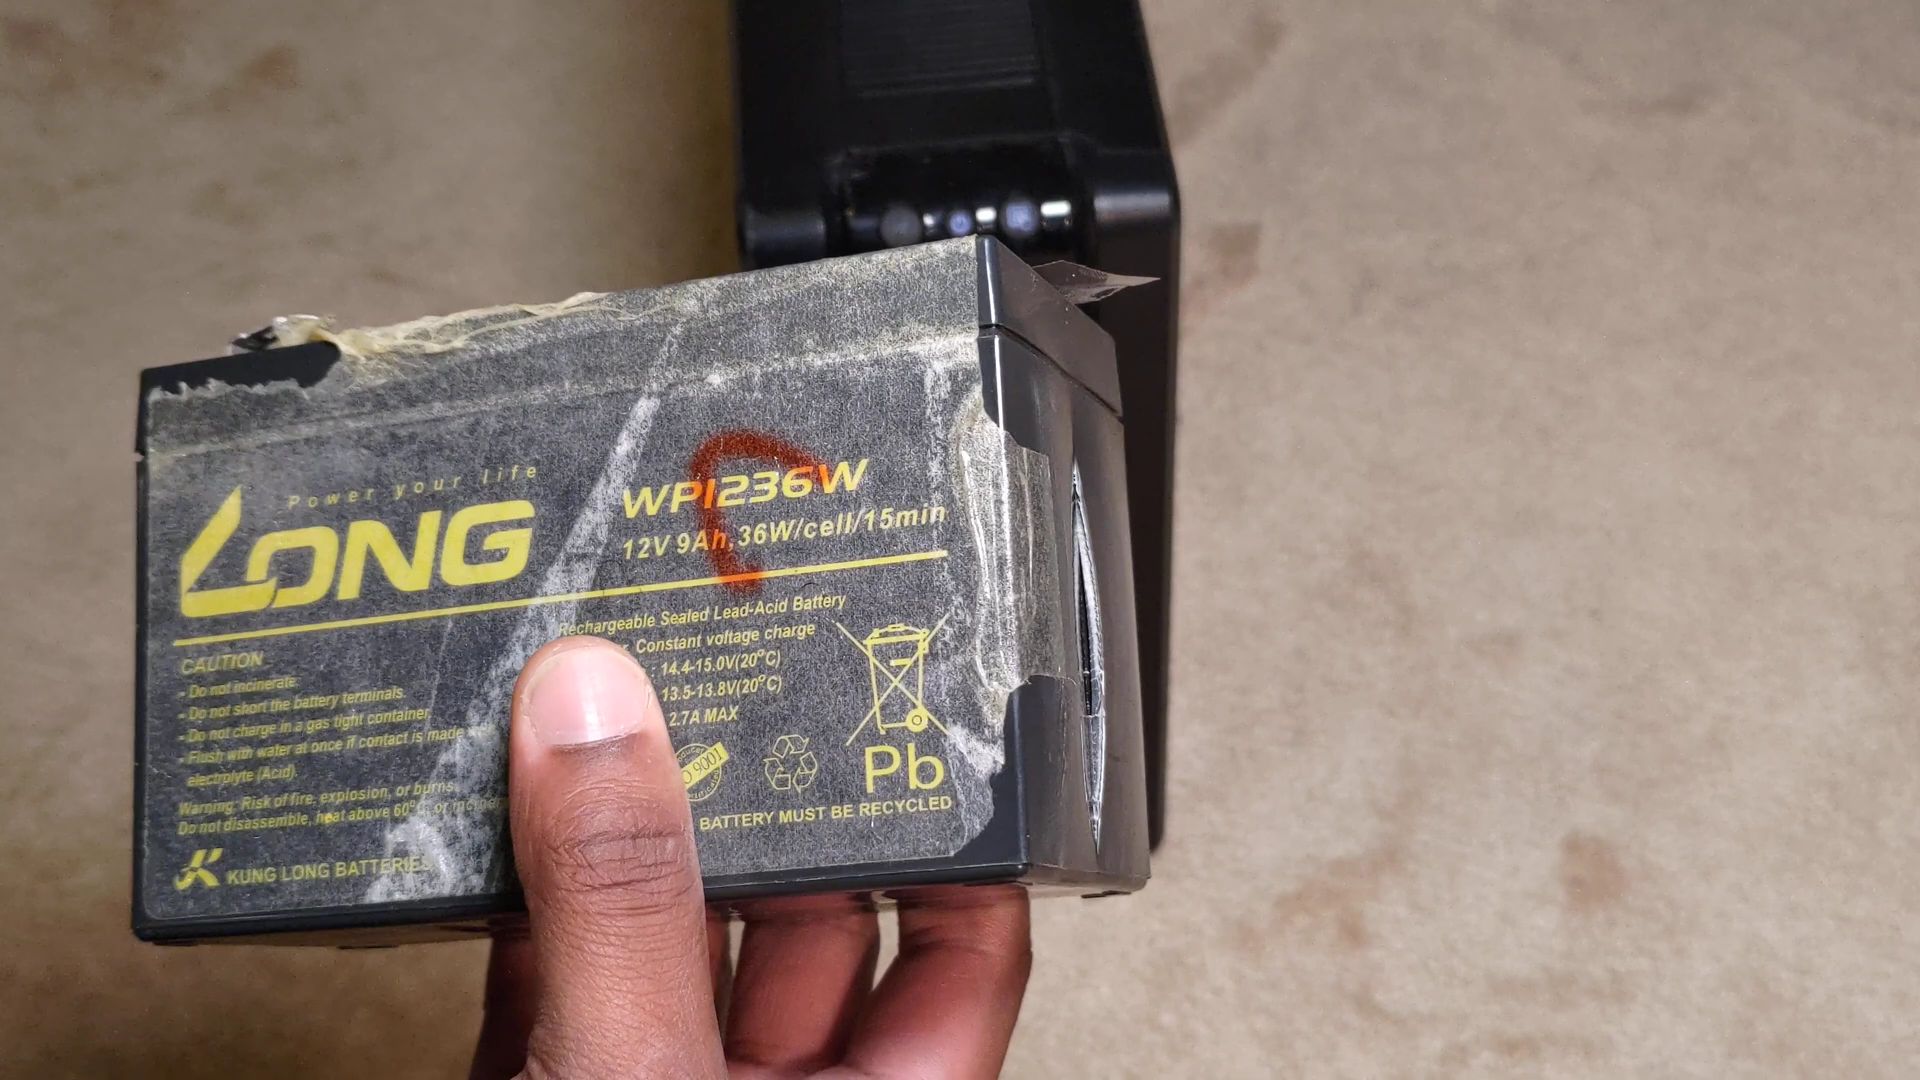 Power your life
LONG
WP1236W
12V 9Ah,36W/cell/15min
Rechargeable Sealed Lead-Acid Battery
Constant voltage charge
14.4-15.0V(20°C)
13.5-13.8V(20°C)
2.7A MAX
CAUTION
- Do not incinerate.
- Do not short the battery terminals.
- Do not charge in a gas tight container.
- Flush with water at once if contact is made
electrolyte (Acid).
Warning: Risk of fire, explosion, or burns.
Do not disassemble, heat above 60°C, or
9001
Pb
BATTERY MUST BE RECYCLED
KUNG LONG BATTERIES